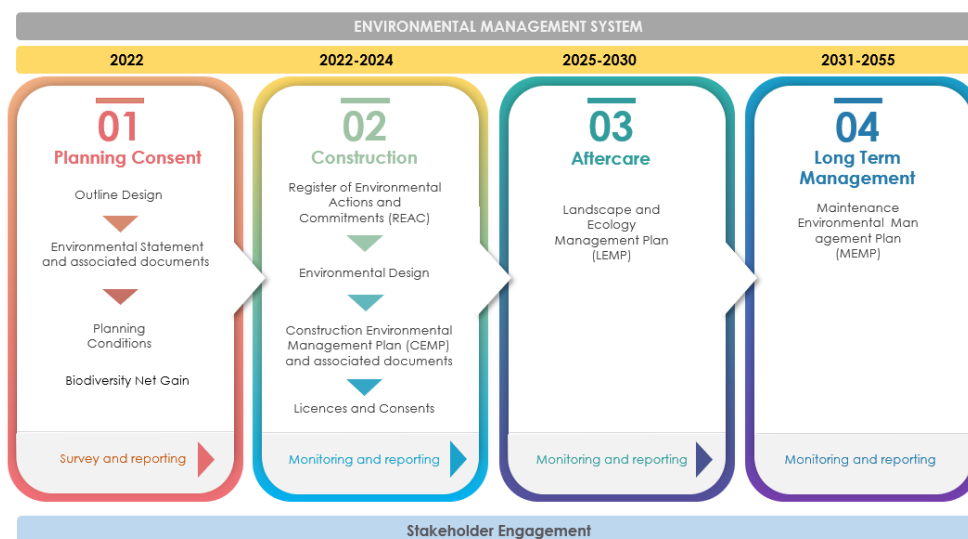 ENVIRONMENTAL MANAGEMENT SYSTEM
2022
2022-2024
2025-2030
2031-2055
01
Planning Consent
Outline Design
Environmental Statement
and associated documents
Planning
Conditions
Biodiversity Net Gain
Survey and reporting
02
Construction
Register of Environmental
Actions and
Commitments (REAC)
Environmental Design
Construction Environmental
Management Plan (CEMP)
and associated documents
Licences and Consents
Monitoring and reporting
03
Aftercare
Landscape and
Ecology
Management Plan
(LEMP)
Monitoring and reporting
04
Long Term
Management
Maintenance
Environmental Man
agement Plan
(MEMP)
Monitoring and reporting
Stakeholder Engagement